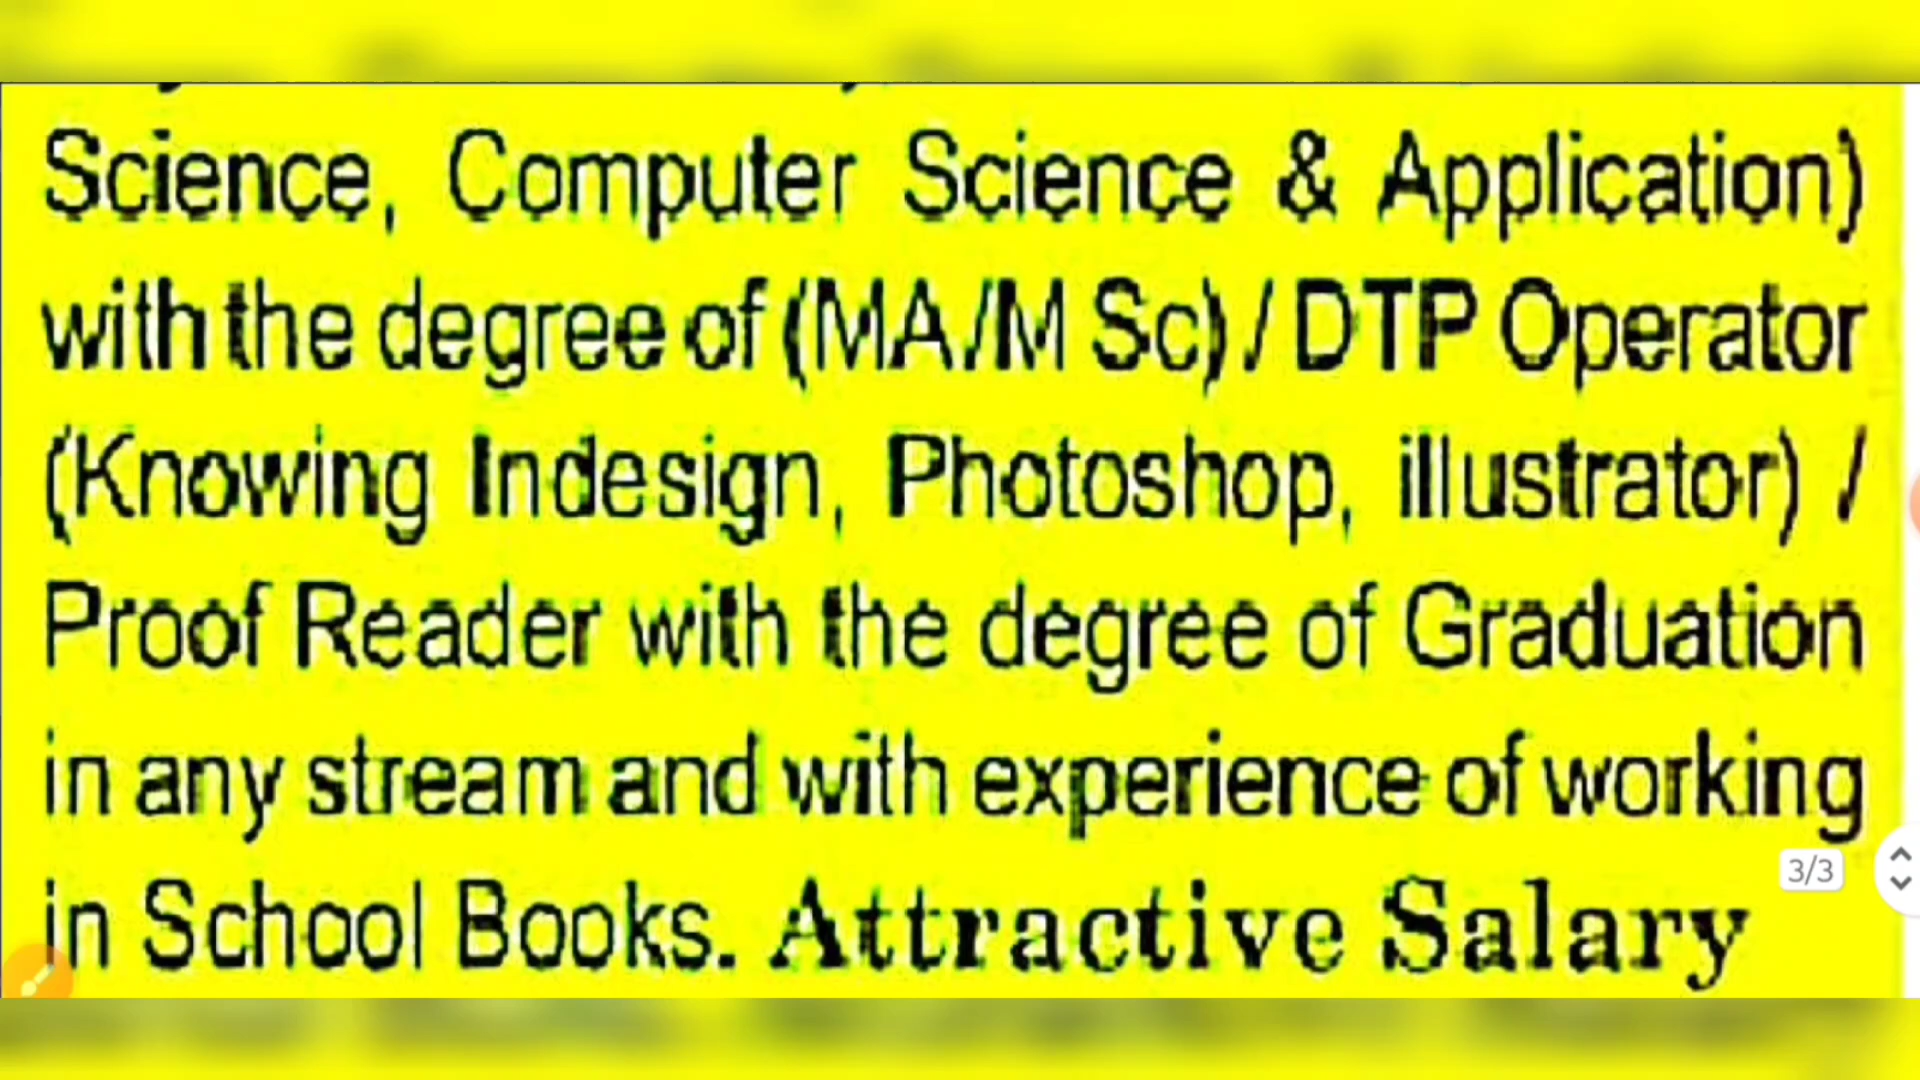 Science, Computer Science & Application)
with the degree of (MA/M Sc) / DTP Operator
(Knowing Indesign, Photoshop, illustrator) /
Proof Reader with the degree of Graduation
in any stream and with experience of working
3/3
in School Books. Attractive Salary